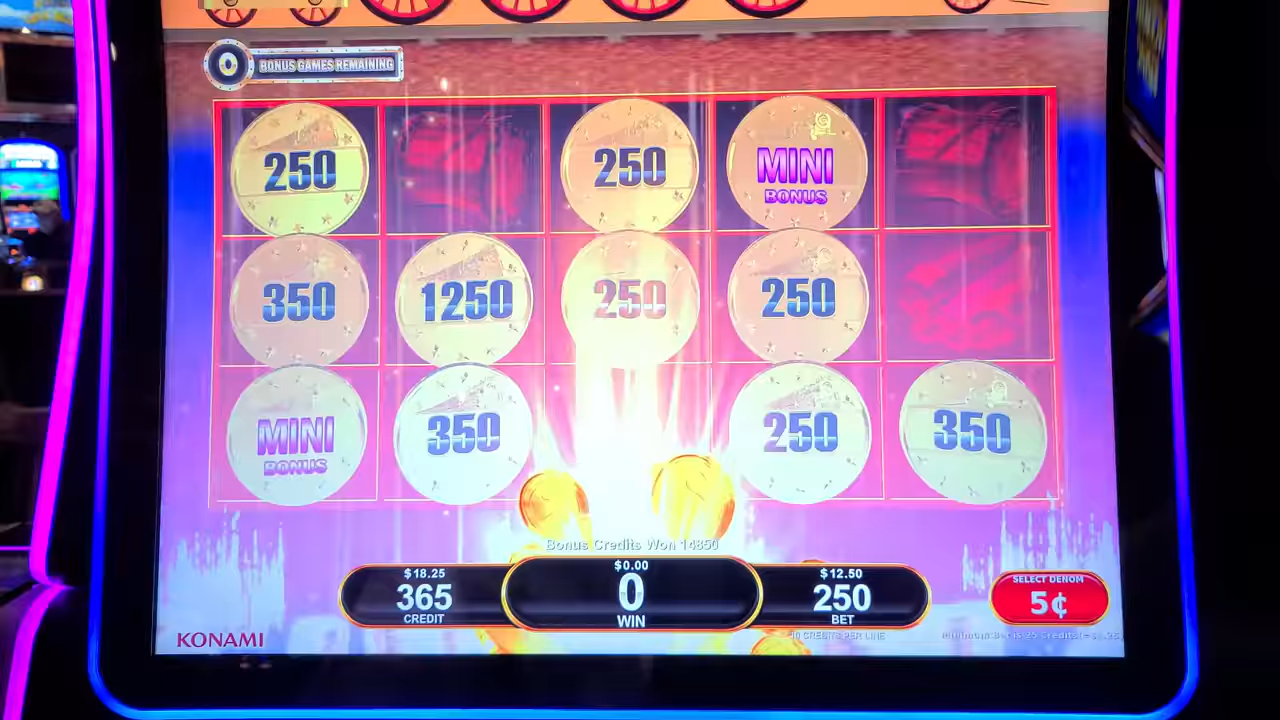 0 BONUS GAMES REMAINING
250 250 MINI BONUS
350 1250 250 250
MINI BONUS 350 250 350
Bonus Credits Won 14850
$18.25 $0.00 $12.50
365 0 250
CREDIT WIN BET
SELECT DENOM
5¢
KONAMI
10 CREDITS PER LINE